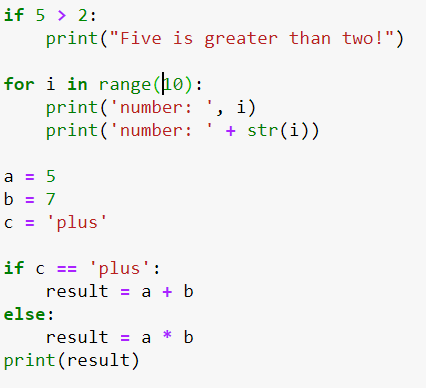 if 5 > 2:
    print("Five is greater than two!")

for i in range(10):
    print('number: ', i)
    print('number: ' + str(i))

a = 5
b = 7
c = 'plus'

if c == 'plus':
    result = a + b
else:
    result = a * b
print(result)